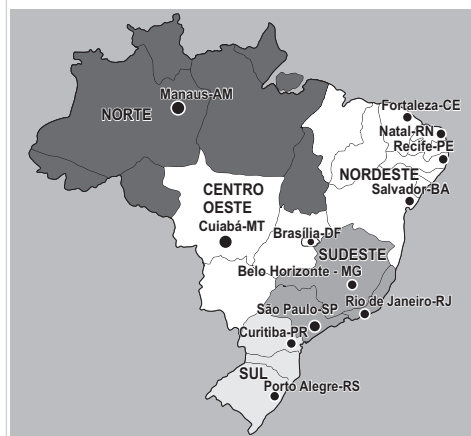 Manaus-AM
NORTE
Fortaleza-CE
Natal-RN
Recife-PE
NORDESTE
Salvador-BA
CENTRO
OESTE
Cuiabá-MT
Brasília-DF
SUDESTE
Belo Horizonte - MG
Rio de Janeiro-RJ
São Paulo-SP
Curitiba-PR
SUL
Porto Alegre-RS